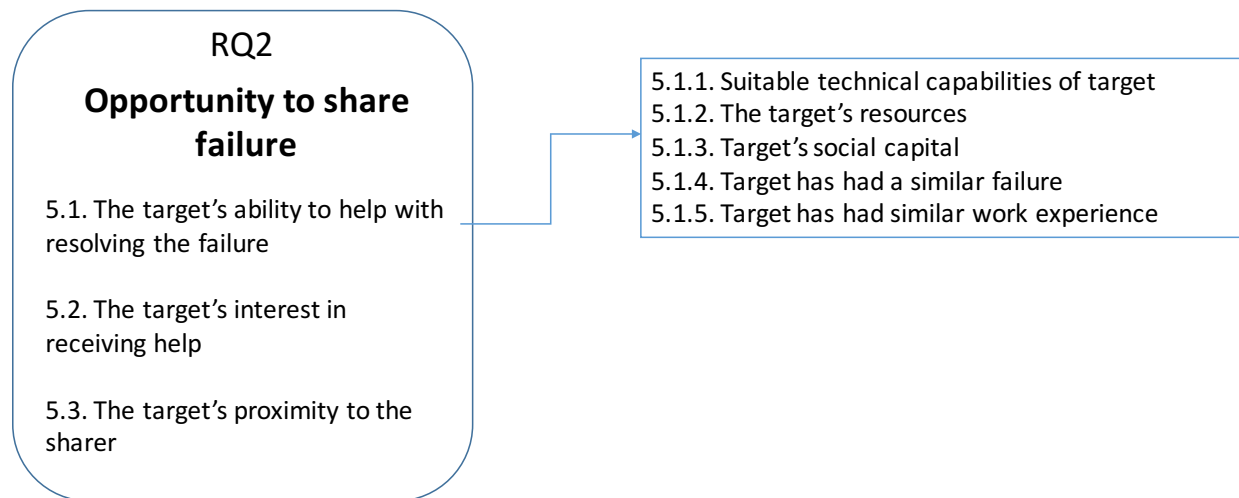 RQ2
Opportunity to share
failure
5.1. The target’s ability to help with
resolving the failure
5.2. The target’s interest in
receiving help
5.3. The target’s proximity to the
sharer
5.1.1. Suitable technical capabilities of target
5.1.2. The target’s resources
5.1.3. Target’s social capital
5.1.4. Target has had a similar failure
5.1.5. Target has had similar work experience